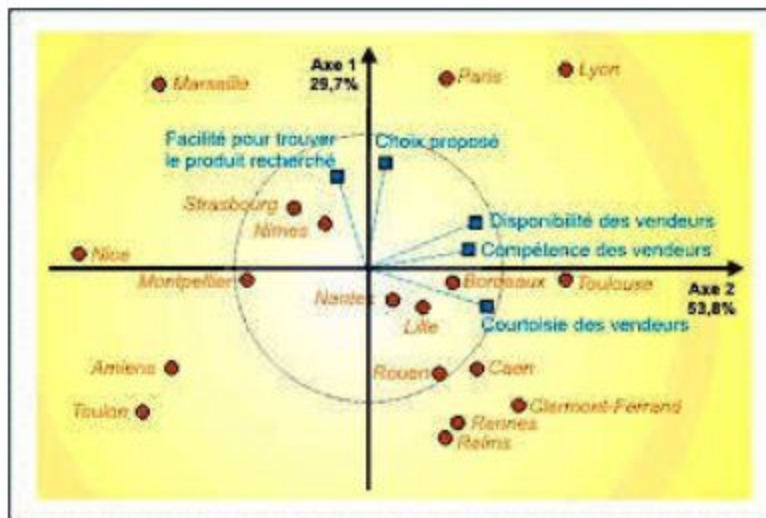 Axe 1
29,7%
Marseille
Paris
Lyon
Facilité pour trouver
le produit recherché
Choix proposé
Strasbourg
Nimes
Disponibilité des vendeurs
Compétence des vendeurs
Nice
Montpellier
Nantes
Lille
Bordeaux
Toulouse
Axe 2
53,8%
Courtoisie des vendeurs
Amiens
Toulon
Rouen
Caen
Clermont-Ferrand
Rennes
Reims